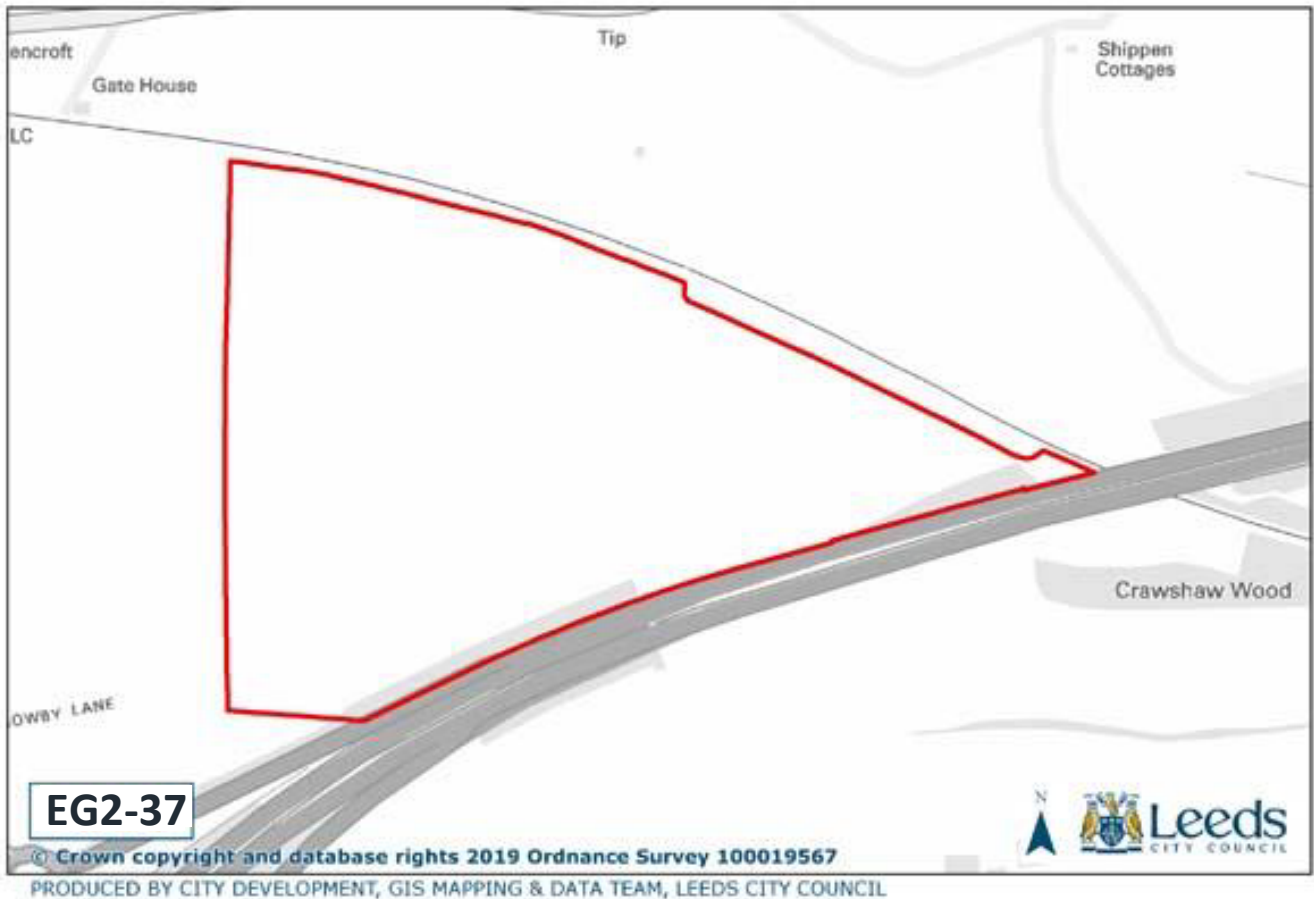 Tip
encroft
Shippen
Cottages
Gate House
LC
Crawshaw Wood
OWBY LANE
EG2-37
N
Leeds
CITY COUNCIL
© Crown copyright and database rights 2019 Ordnance Survey 100019567
PRODUCED BY CITY DEVELOPMENT, GIS MAPPING & DATA TEAM, LEEDS CITY COUNCIL